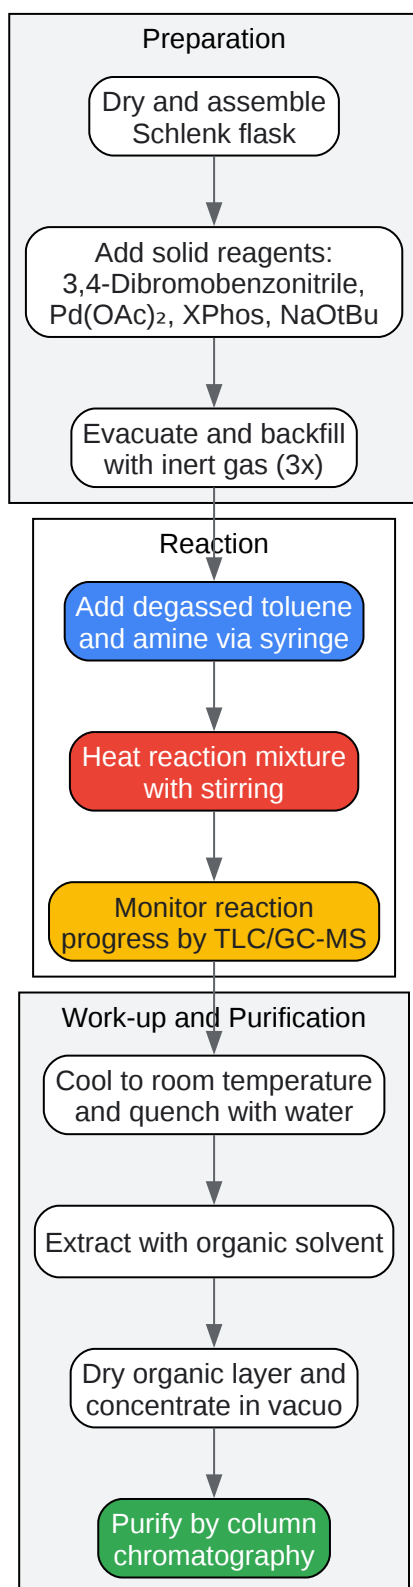 Preparation
Dry and assemble
Schlenk flask
Add solid reagents:
3,4-Dibromobenzonitrile,
Pd(OAc)₂, XPhos, NaOtBu
Evacuate and backfill
with inert gas (3x)
Reaction
Add degassed toluene
and amine via syringe
Heat reaction mixture
with stirring
Monitor reaction
progress by TLC/GC-MS
Work-up and Purification
Cool to room temperature
and quench with water
Extract with organic solvent
Dry organic layer and
concentrate in vacuo
Purify by column
chromatography